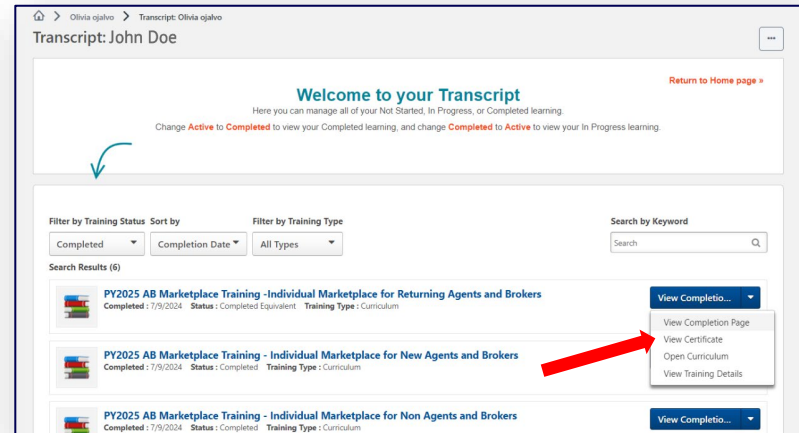 Olivia ojalvo > Transcript: Olivia ojalvo
Transcript: John Doe
...
Return to Home page »
Welcome to your Transcript
Here you can manage all of your Not Started, In Progress, or Completed learning.
Change Active to Completed to view your Completed learning, and change Completed to Active to view your In Progress learning.
Filter by Training Status Sort by Filter by Training Type Search by Keyword
Completed Completion Date All Types Search
Search Results (6)
PY2025 AB Marketplace Training -Individual Marketplace for Returning Agents and Brokers
Completed : 7/9/2024 Status : Completed Equivalent Training Type : Curriculum
View Completio...
View Completion Page
View Certificate
Open Curriculum
View Training Details
PY2025 AB Marketplace Training - Individual Marketplace for New Agents and Brokers
Completed : 7/9/2024 Status : Completed Training Type : Curriculum
PY2025 AB Marketplace Training - Individual Marketplace for Non Agents and Brokers
Completed : 7/9/2024 Status : Completed Training Type : Curriculum
View Completio...